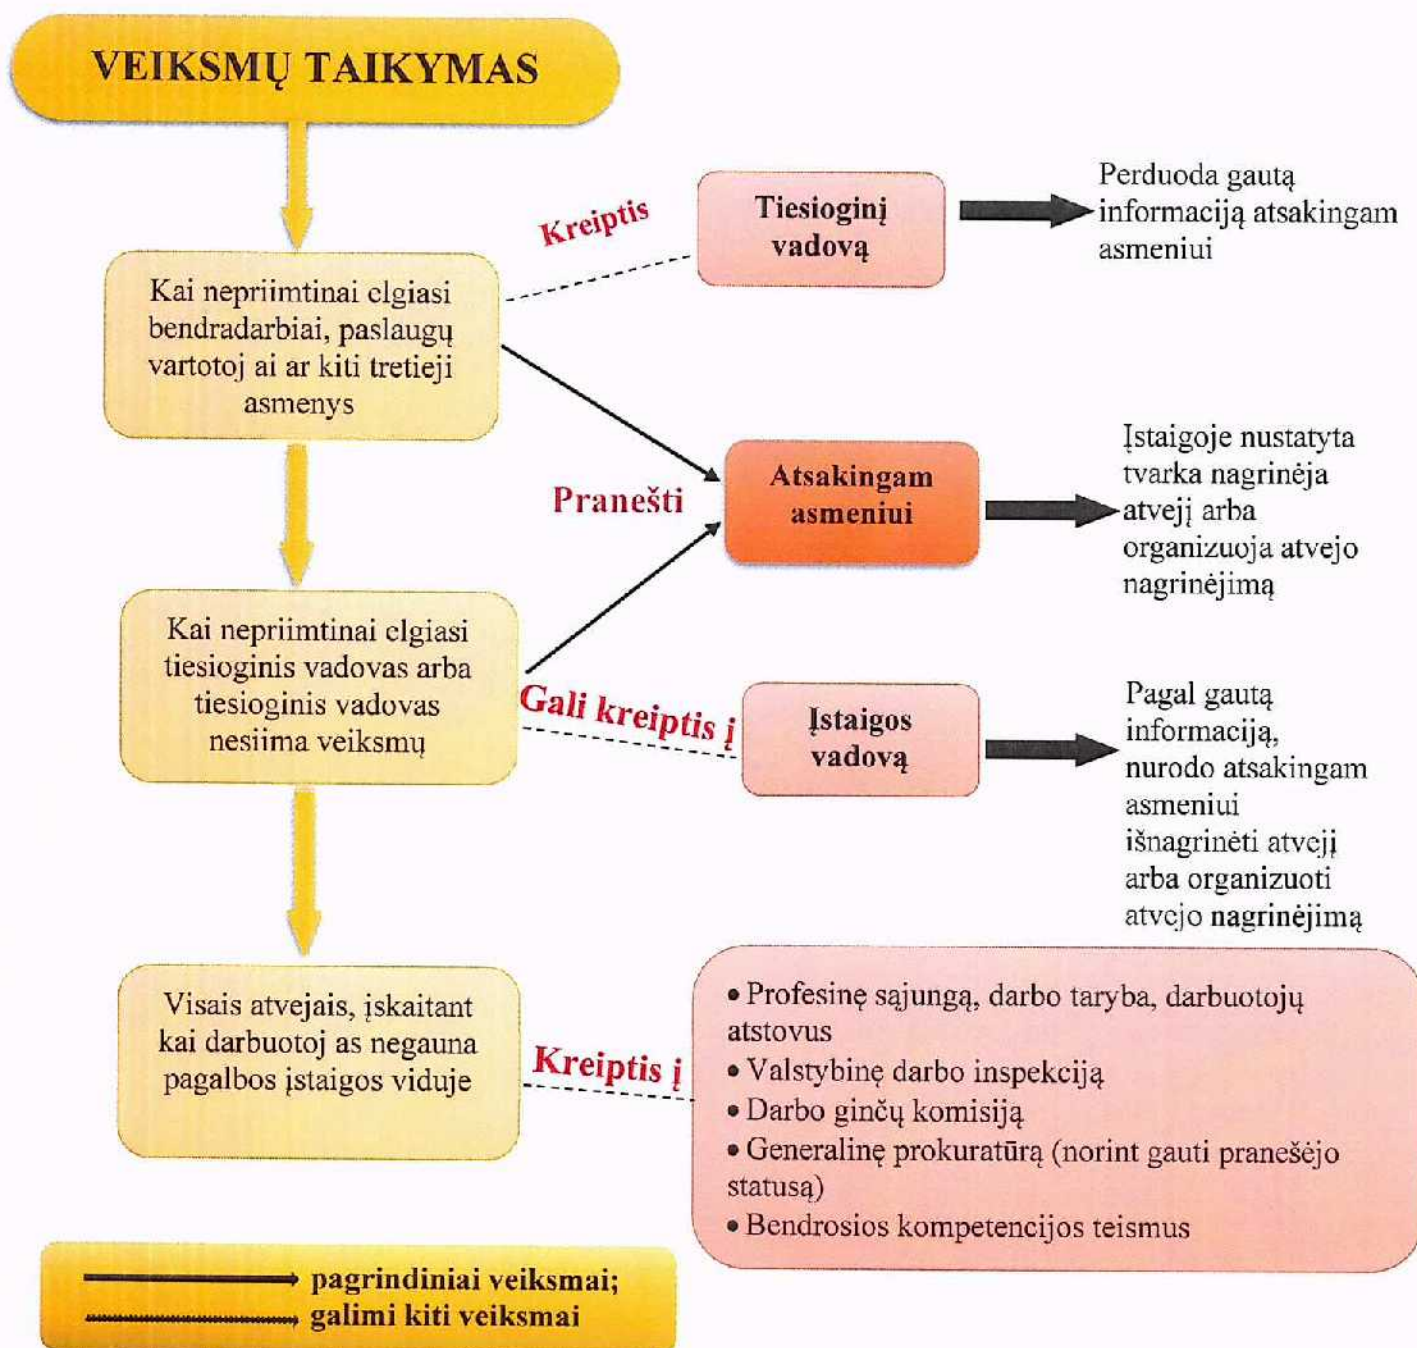 VEIKSMŲ TAIKYMAS
Kreiptis
Tiesioginį
vadovą
Perduoda gautą
informaciją atsakingam
asmeniui
Kai nepriimtinai elgiasi
bendradarbiai, paslaugų
vartotoj ai ar kiti tretieji
asmenys
Pranešti
Atsakingam
asmeniui
Įstaigoje nustatyta
tvarka nagrinėja
atvejį arba
organizuoja atvejo
nagrinėjimą
Kai nepriimtinai elgiasi
tiesioginis vadovas arba
tiesioginis vadovas
nesiima veiksmų
Gali kreiptis į
Įstaigos
vadovą
Pagal gautą
informaciją,
nurodo atsakingam
asmeniui
išnagrinėti atvejį
arba organizuoti
atvejo nagrinėjimą
Visais atvejais, įskaitant
kai darbuotoj as negauna
pagalbos įstaigos viduje
Kreiptis į
• Profesinę sąjungą, darbo taryba, darbuotojų
atstovus
• Valstybinę darbo inspekciją
• Darbo ginčų komisiją
• Generalinę prokuratūrą (norint gauti pranešėjo
statusą)
• Bendrosios kompetencijos teismus
pagrindiniai veiksmai;
galimi kiti veiksmai